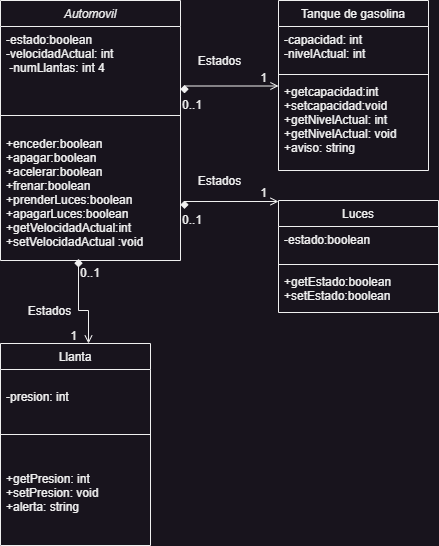 Automovil
-estado:boolean
-velocidadActual: int
-numLlantas: int 4
+enceder:boolean
+apagar:boolean
+acelerar:boolean
+frenar:boolean
+prenderLuces:boolean
+apagarLuces:boolean
+getVelocidadActual:int
+setVelocidadActual :void
Estados
0..1
1
Tanque de gasolina
-capacidad: int
-nivelActual: int
+getcapacidad:int
+setcapacidad:void
+getNivelActual: int
+getNivelActual: void
+aviso: string
Estados
0..1
1
Luces
-estado:boolean
+getEstado:boolean
+setEstado:boolean
0..1
Estados
1
Llanta
-presion: int
+getPresion: int
+setPresion: void
+alerta: string